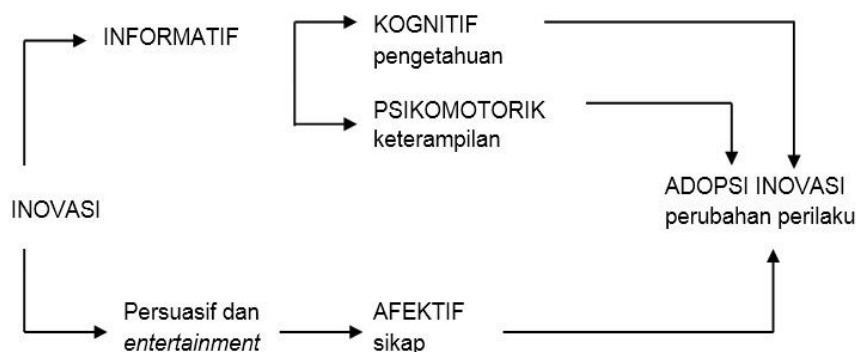 INFORMATIF
KOGNITIF
pengetahuan
PSIKOMOTORIK
keterampilan
INOVASI
ADOPSI INOVASI
perubahan perilaku
Persuasif dan
entertainment
AFEKTIF
sikap